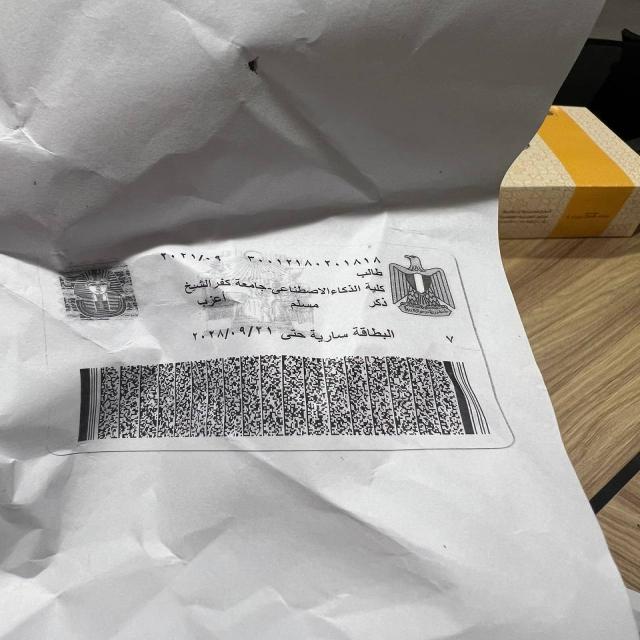 ٢٠٢١/٠٩
طالب
كلية الذكاء الاصطناعى جامعة كفر الشيخ
ذكر مسلم اعزب
البطاقة سارية حتى ٢٠٢٨/٠٩/٢١
٧